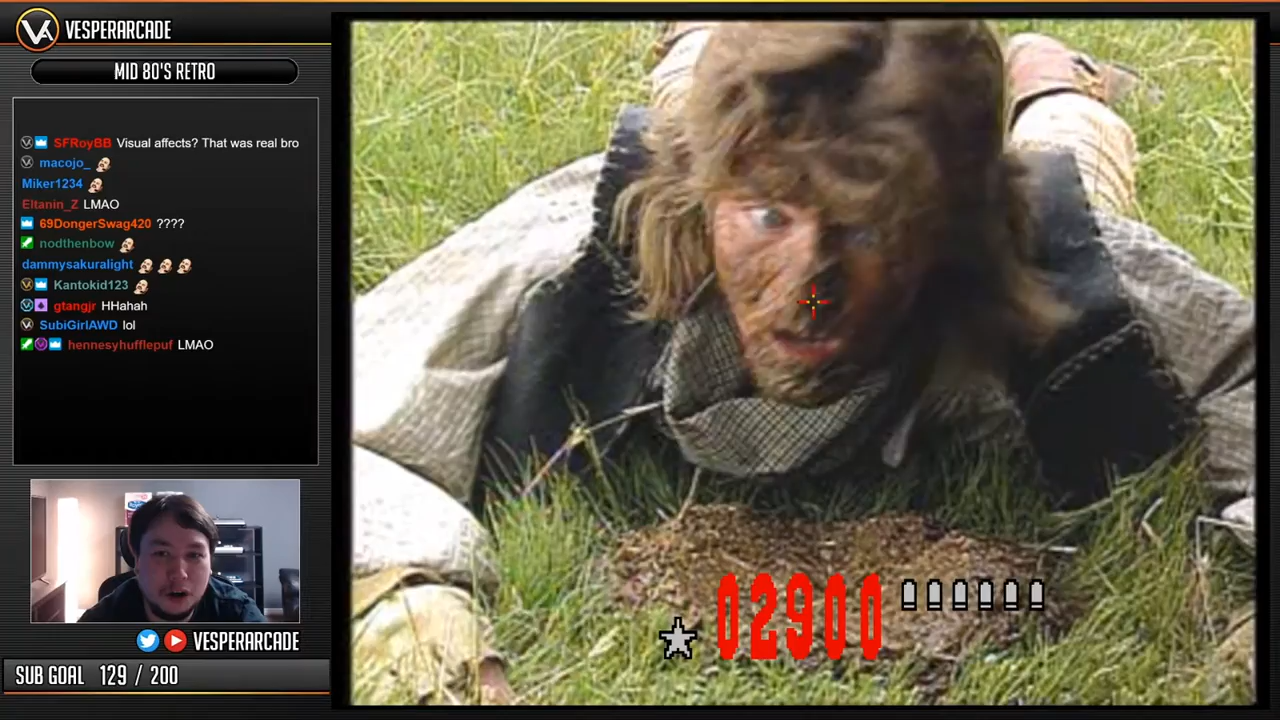 VESPERARCADE
MID 80'S RETRO
SFRoyBB Visual affects? That was real bro
macojo_
Miker1234
Eltanin_Z LMAO
69DongerSwag420 ????
nodthenbow
dammysakuralight
Kantokid123
gtangjr HHahah
SubiGirlAWD lol
hennesyhufflepuf LMAO
VESPERARCADE
SUB GOAL 129 / 200
02900